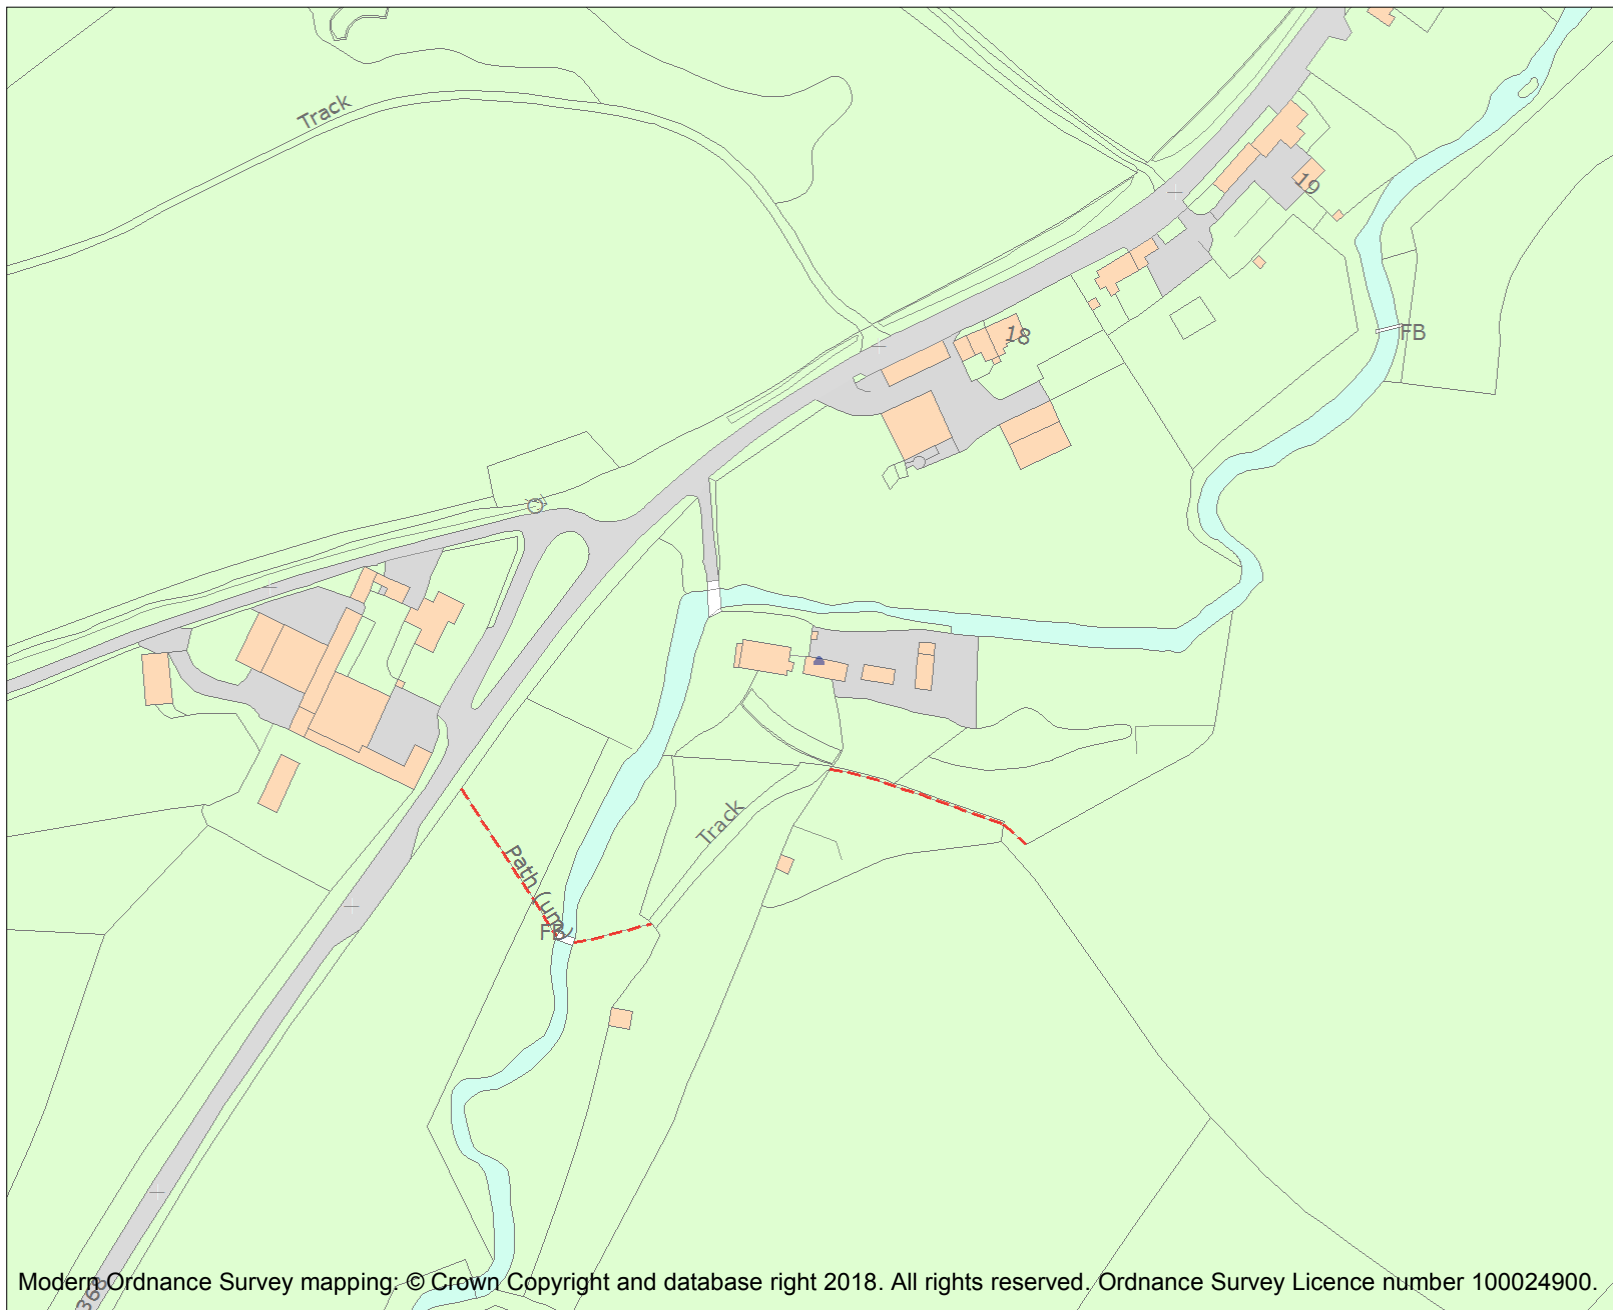 Track
19
FB
18
Track
Path (um)
FB
368
Modern Ordnance Survey mapping: © Crown Copyright and database right 2018. All rights reserved. Ordnance Survey Licence number 100024900.